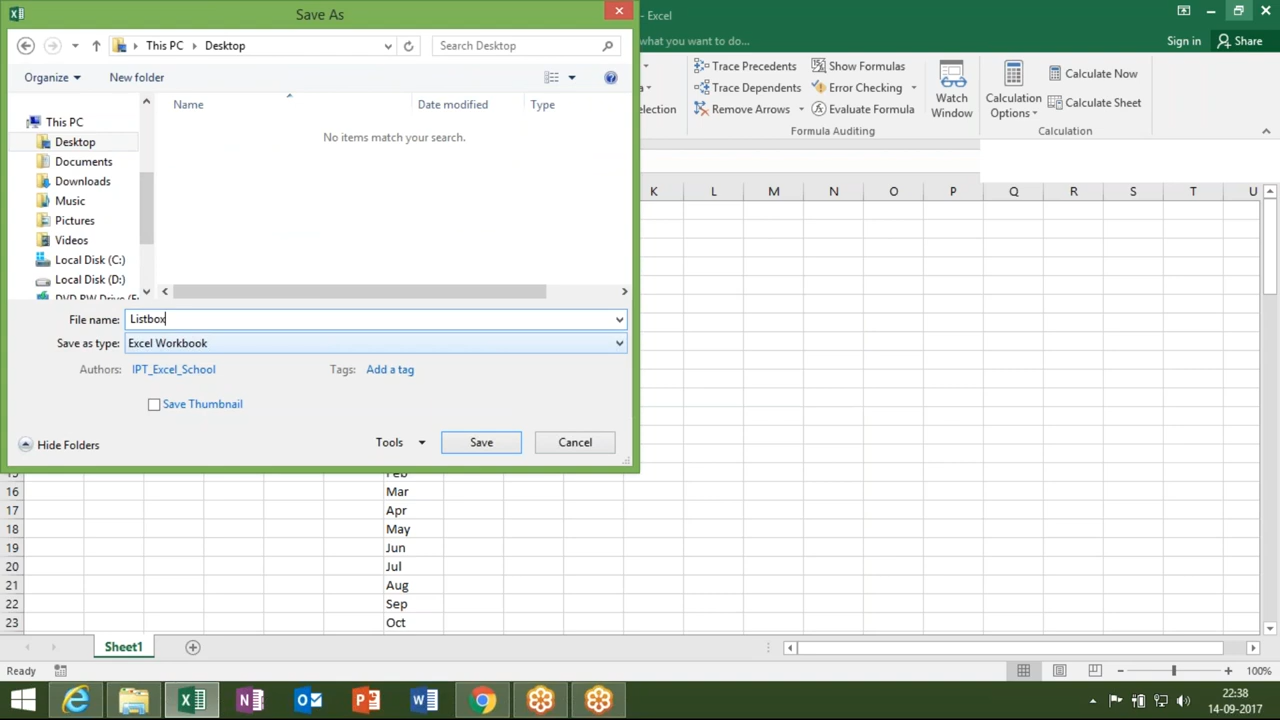 Save As
- Excel
This PC
Desktop
Search Desktop
what you want to do...
Sign in
Share
Organize
New folder
Trace Precedents
Show Formulas
Trace Dependents
Error Checking
election
Remove Arrows
Evaluate Formula
Watch
Window
Calculation
Options
Calculate Now
Calculate Sheet
Formula Auditing
Calculation
Name
Date modified
Type
This PC
No items match your search.
Desktop
Documents
Downloads
Music
Pictures
Videos
Local Disk (C:)
Local Disk (D:)
K L M N O P Q R S T U
File name: Listbox
Save as type: Excel Workbook
Authors: IPT_Excel_School
Tags: Add a tag
Save Thumbnail
Hide Folders
Tools
Save
Cancel
15 Feb
16 Mar
17 Apr
18 May
19 Jun
20 Jul
21 Aug
22 Sep
23 Oct
Sheet1
Ready
100%
22:38
14-09-2017